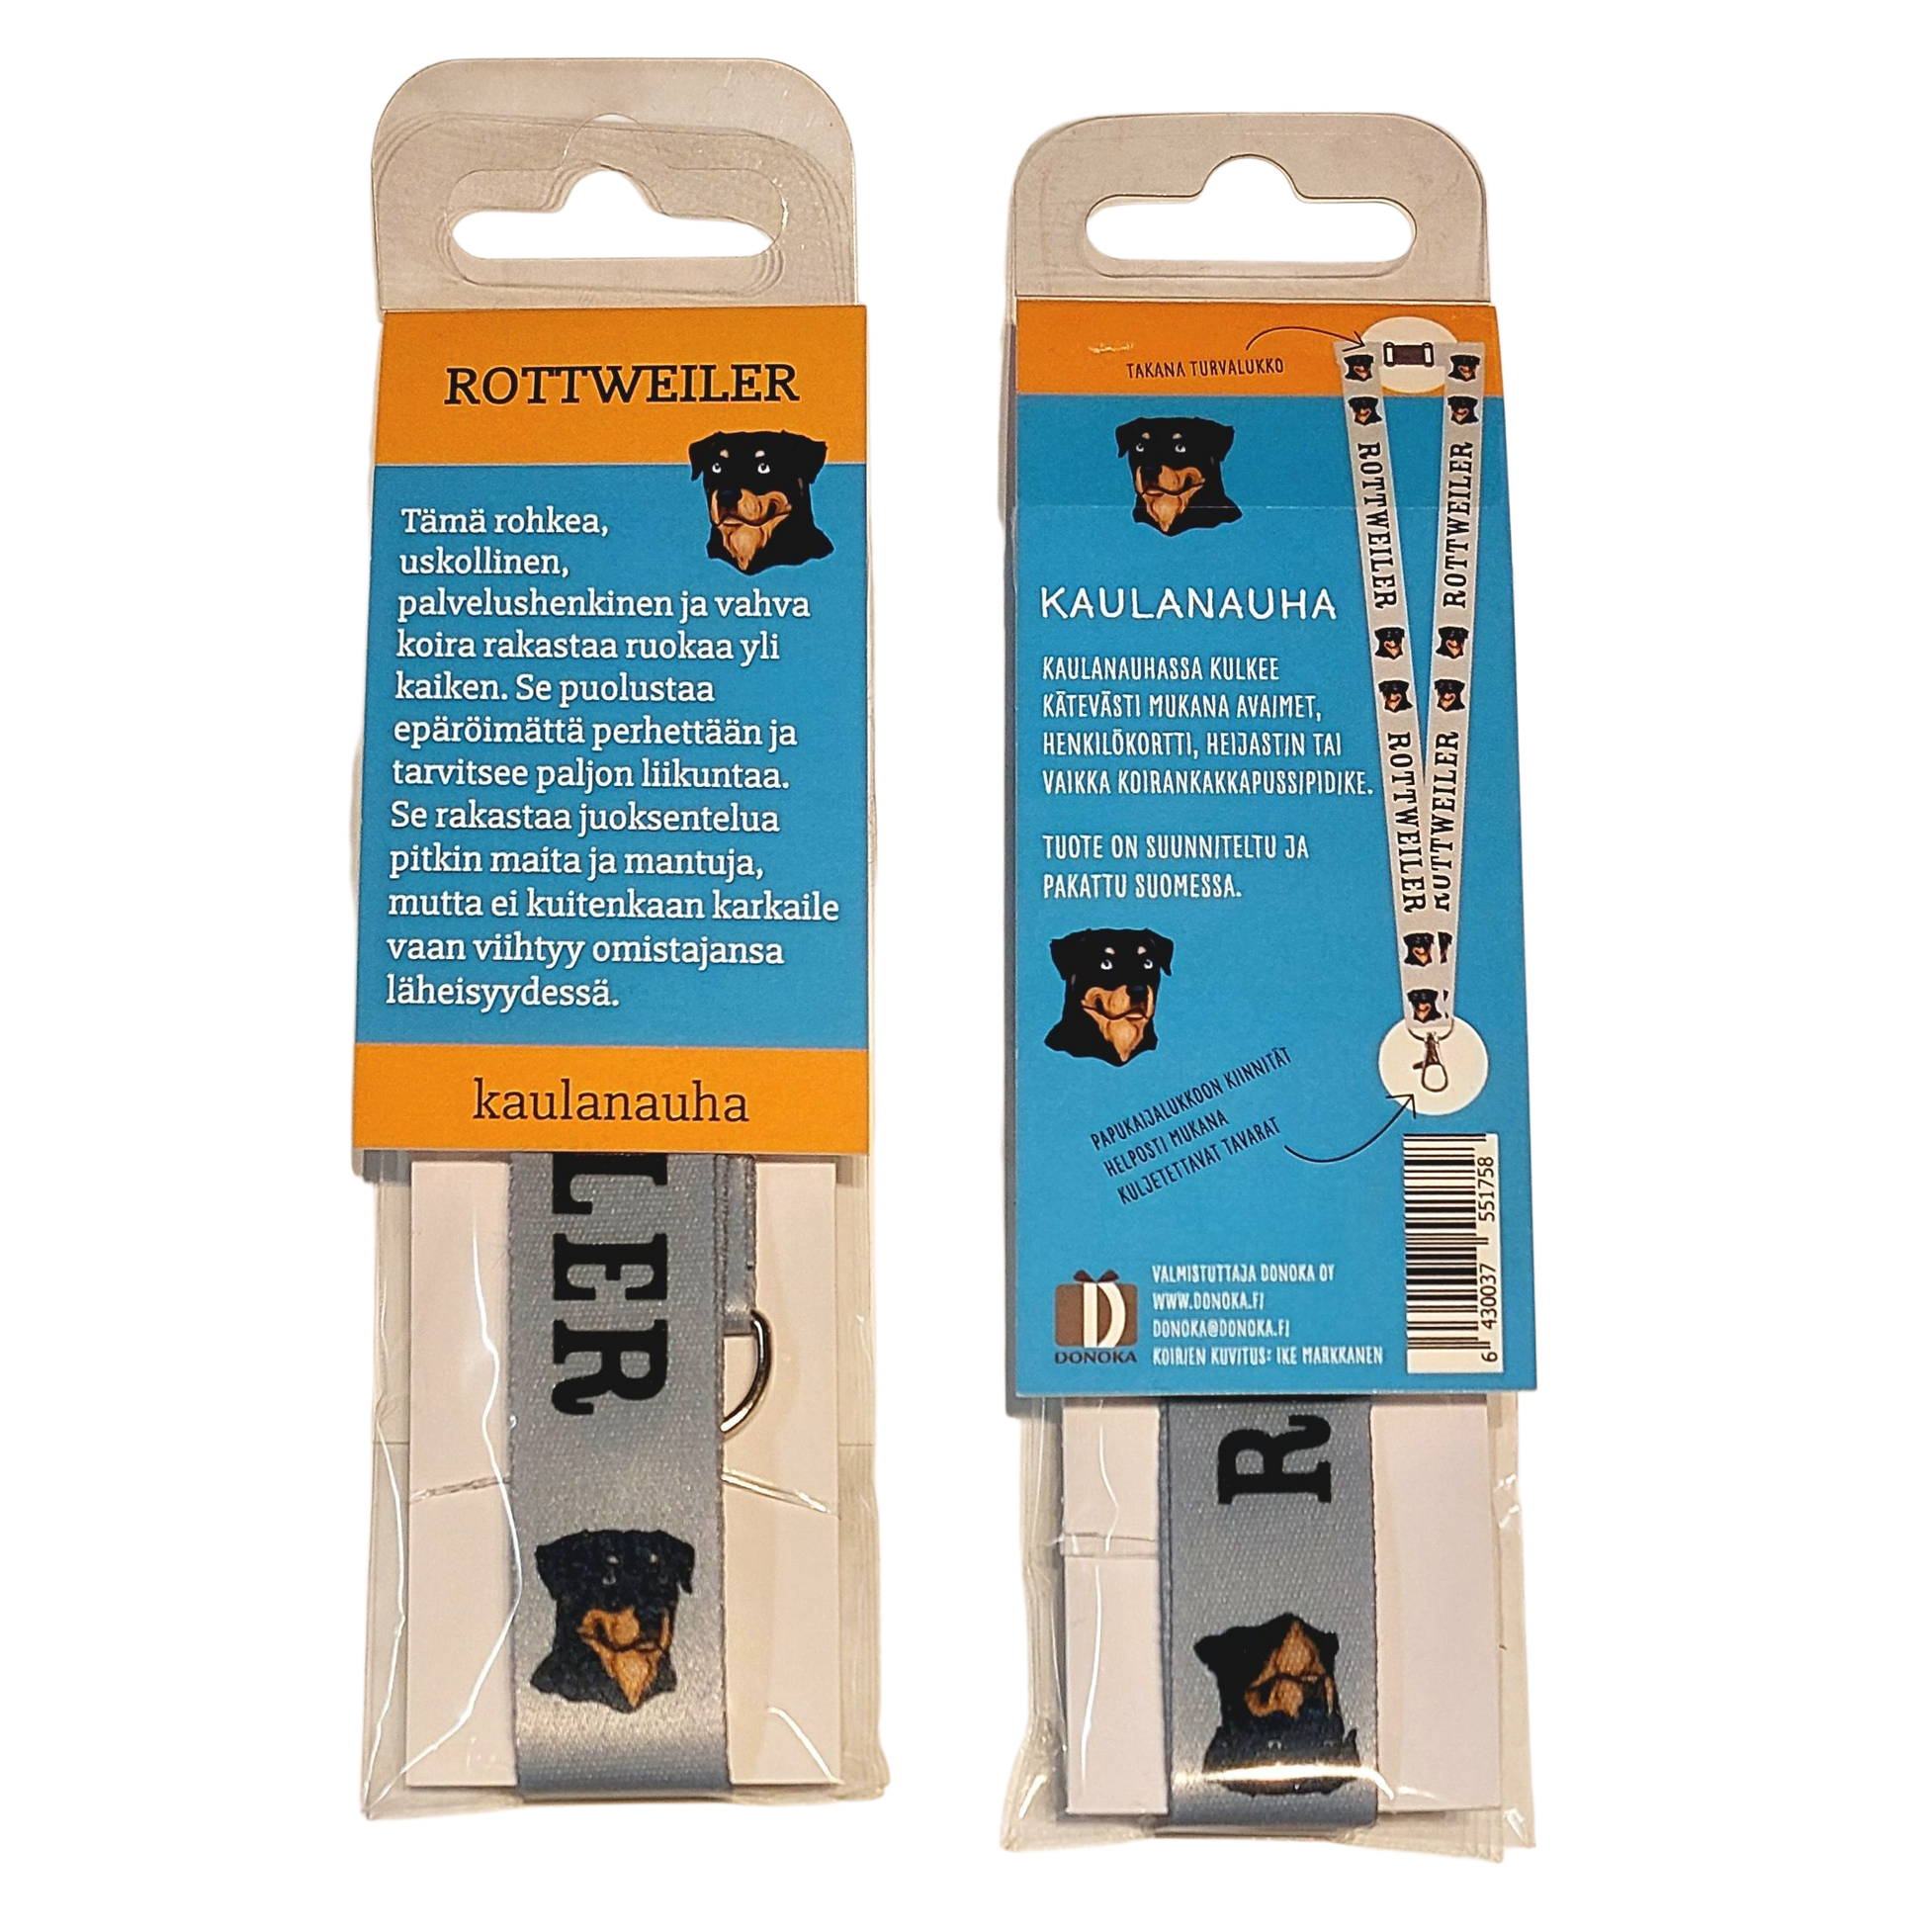 ROTTWEILER
Tämä rohkea,
uskollinen,
palvelushenkinen ja vahva
koira rakastaa ruokaa yli
kaiken. Se puolustaa
epäröimättä perhettään ja
tarvitsee paljon liikuntaa.
Se rakastaa juoksentelua
pitkin maita ja mantuja,
mutta ei kuitenkaan karkaile
vaan viihtyy omistajansa
läheisyydessä.
kaulanauha
LER
TAKANA TURVALUKKO
ROTTWEILER
ROTTWEILER
ROTTWEILER
ROTTWEILER
KAULANAUHA
KAULANAUHASSA KULKEE
KÄTEVÄSTI MUKANA AVAIMET,
HENKILÖKORTTI, HEIJASTIN TAI
VAIKKA KOIRANKAKKAPUSSIPIDIKE.
TUOTE ON SUUNNITELTU JA
PAKATTU SUOMESSA.
PAPUKAIJALUKKOON KIINNITÄT
HELPOSTI MUKANA
KULJETETTAVAT TAVARAT
6 430037 551758
D
DONOKA
VALMISTUTTAJA DONOKA OY
WWW.DONOKA.FI
DONOKA@DONOKA.FI
KOIRIEN KUVITUS: IKE MARKKANEN
R